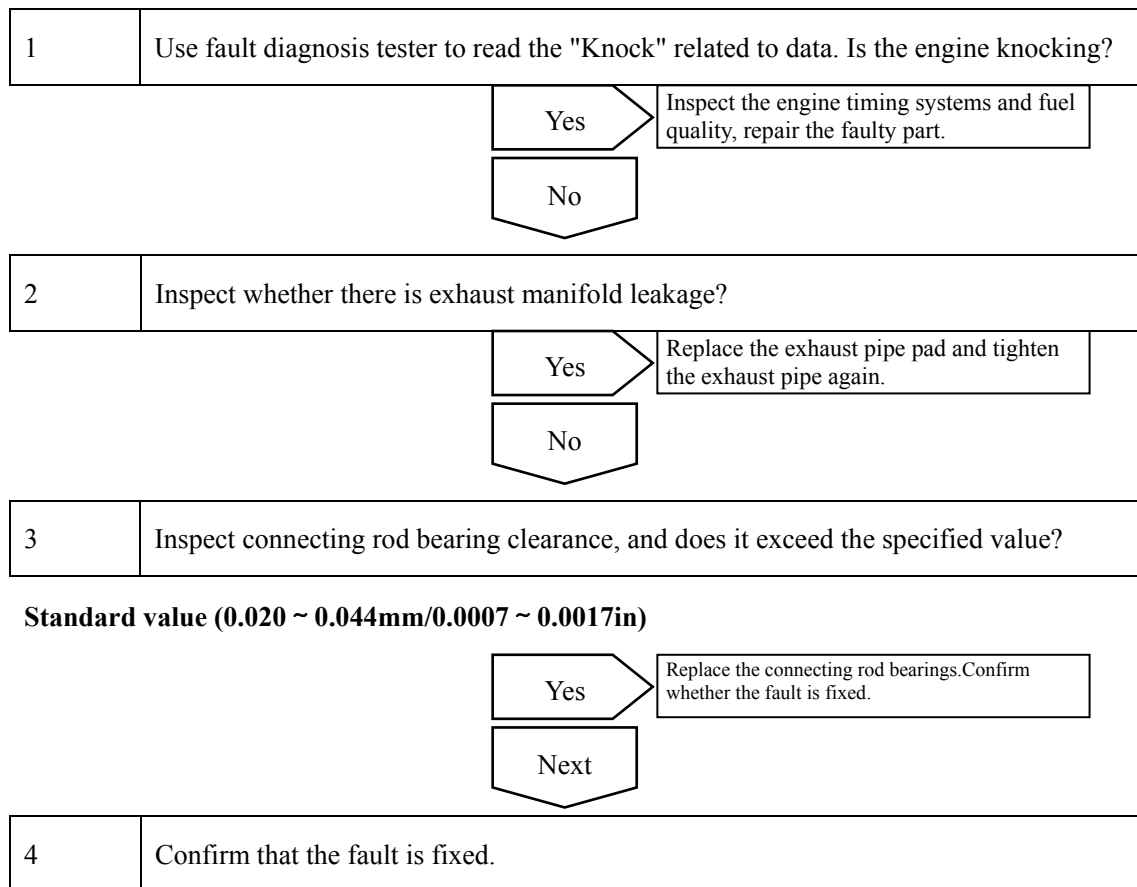 1
Use fault diagnosis tester to read the "Knock" related to data. Is the engine knocking?
Yes
Inspect the engine timing systems and fuel
quality, repair the faulty part.
No
2
Inspect whether there is exhaust manifold leakage?
Yes
Replace the exhaust pipe pad and tighten
the exhaust pipe again.
No
3
Inspect connecting rod bearing clearance, and does it exceed the specified value?
Standard value (0.020 ~ 0.044mm/0.0007 ~ 0.0017in)
Yes
Replace the connecting rod bearings.Confirm
whether the fault is fixed.
Next
4
Confirm that the fault is fixed.